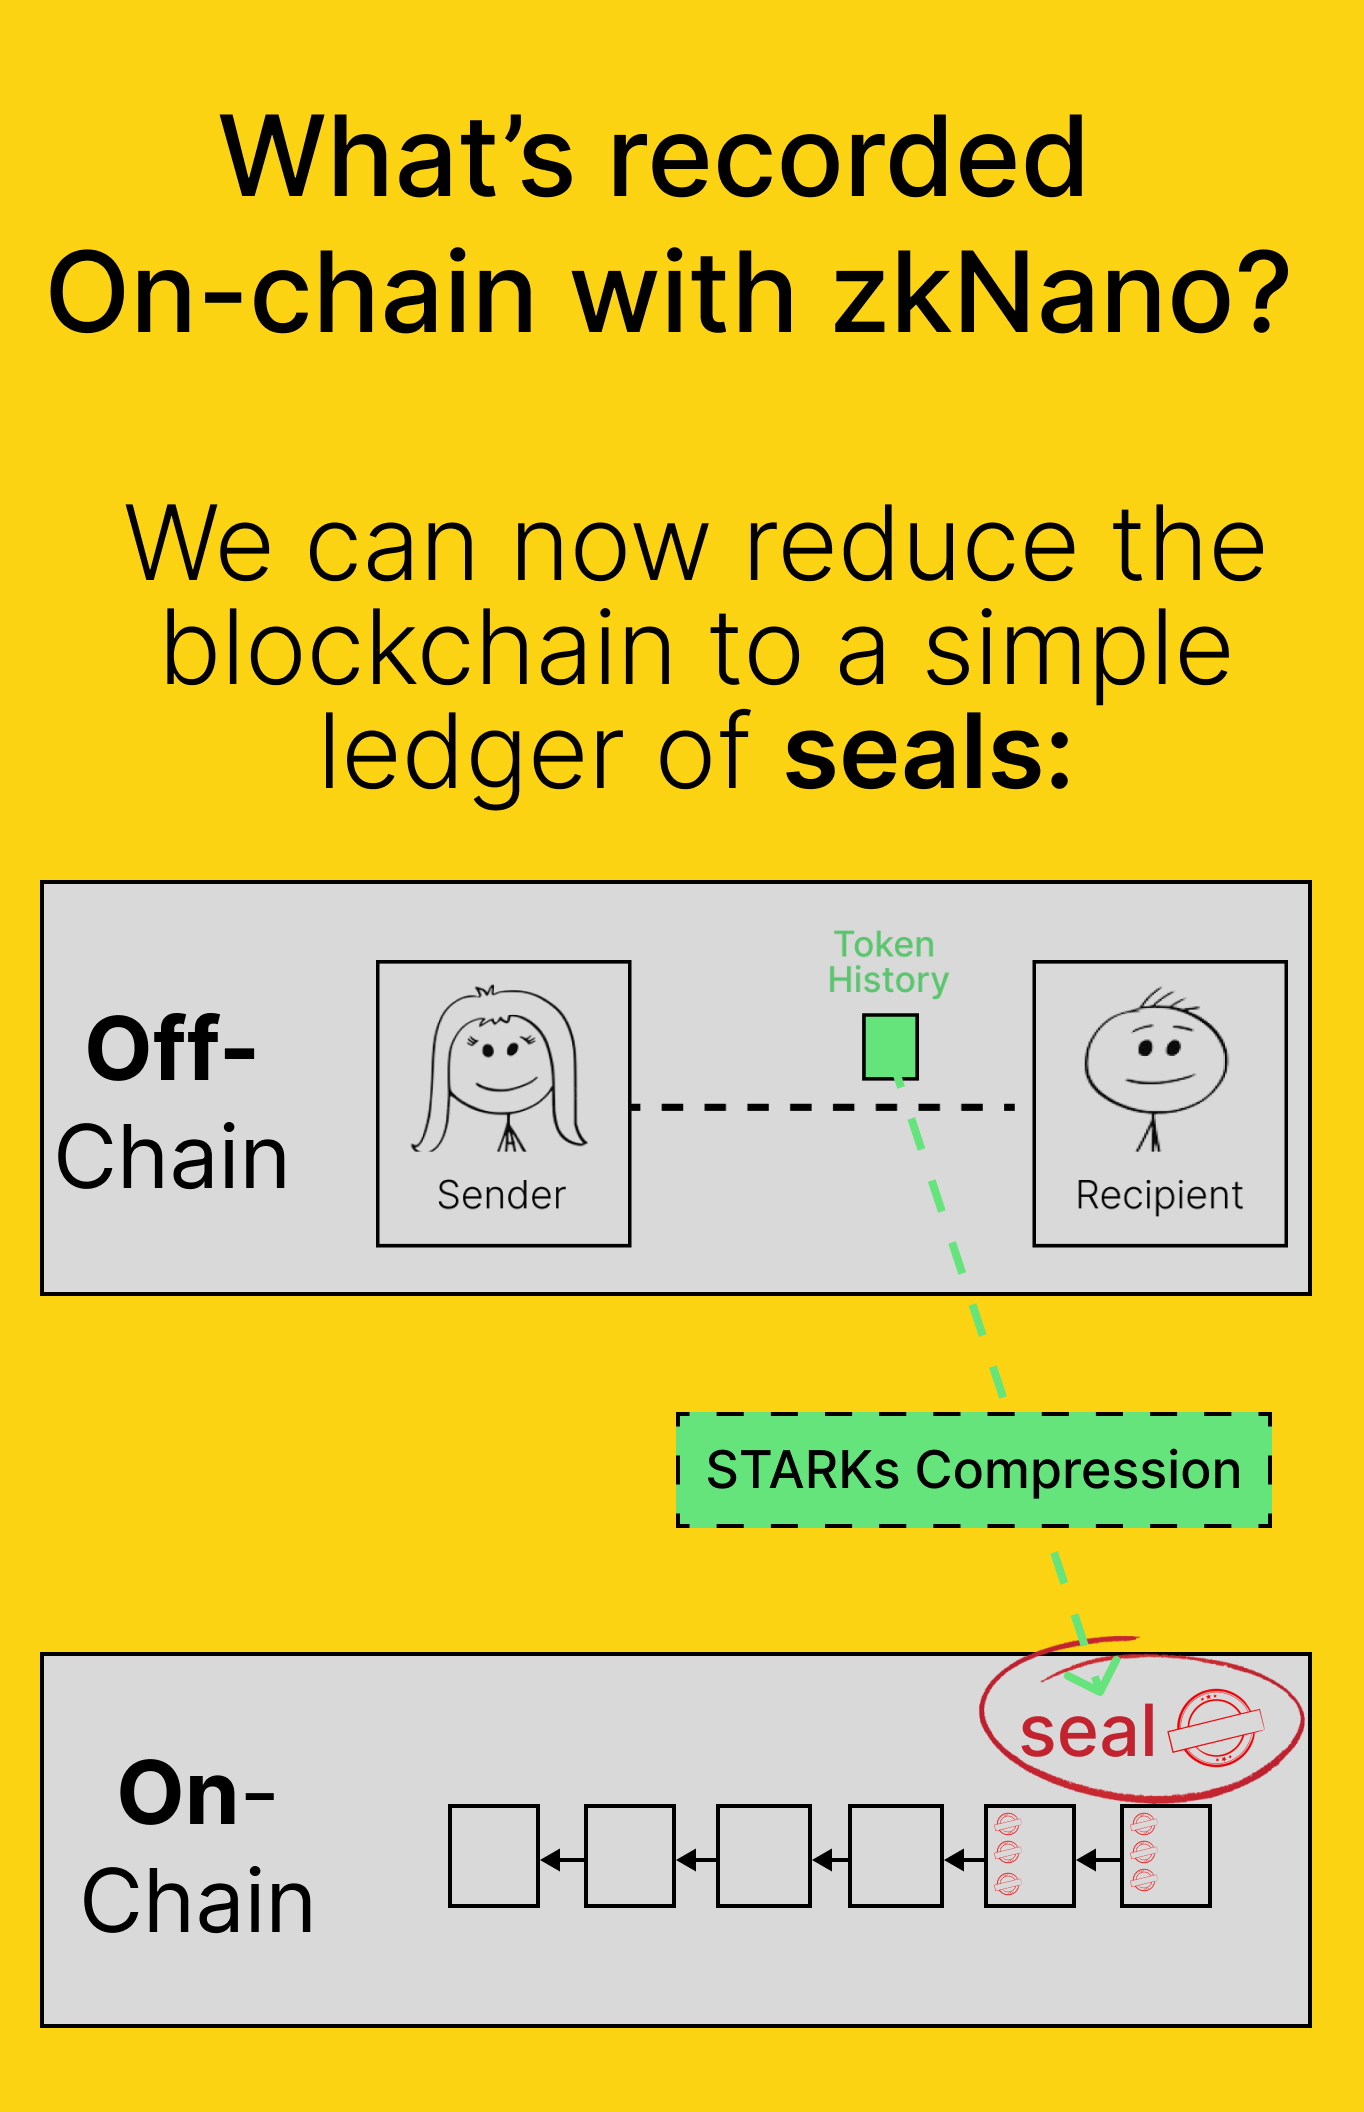 What’s recorded
On-chain with zkNano?
We can now reduce the
blockchain to a simple
ledger of seals:
Token
History
Off-
Chain
Sender
Recipient
STARKs Compression
seal
On-
Chain